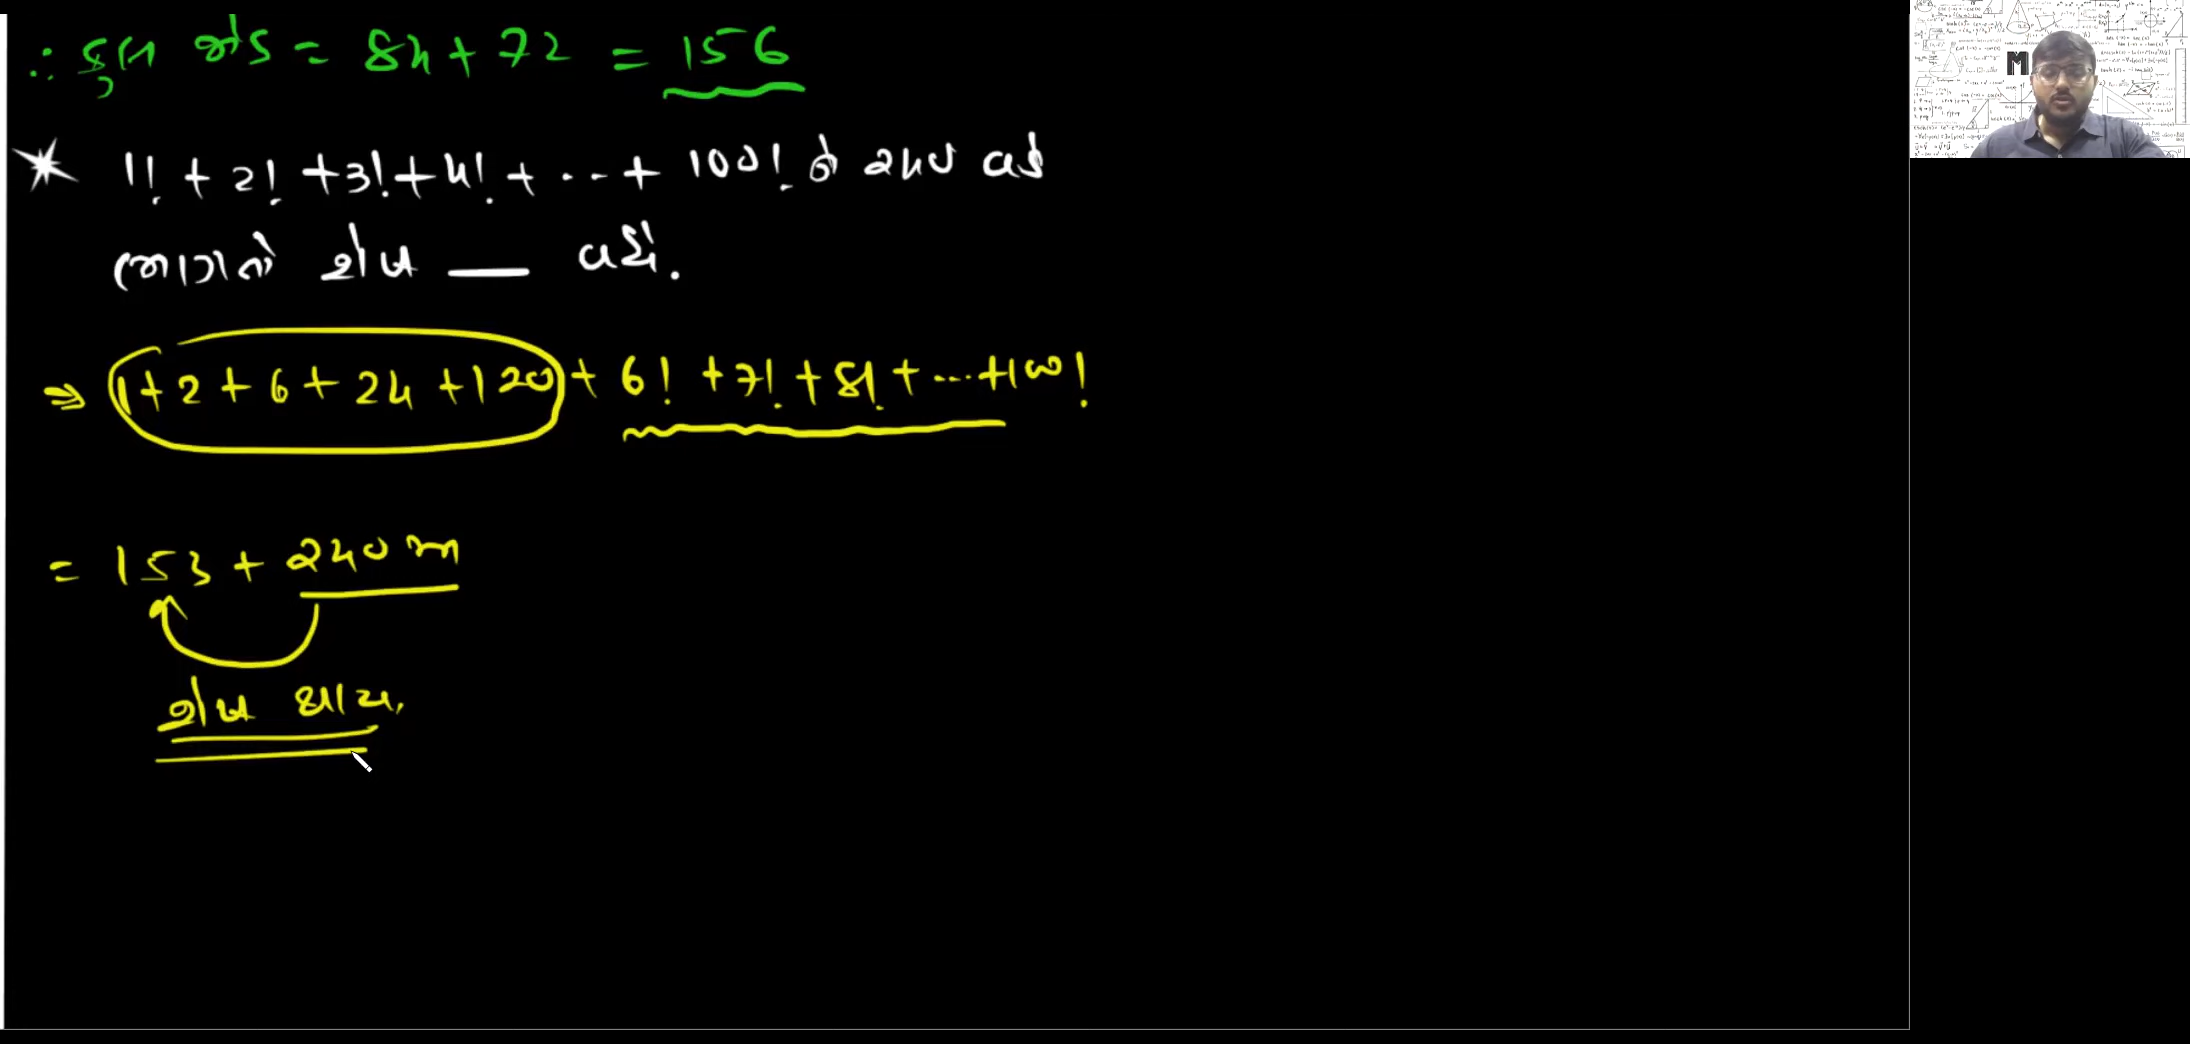 ∴ કુલ જોડ = 84 + 72 = 156
* 1! + 2! + 3! + 4! + ... + 100! ને 240 વડે
ભાગતાં શેષ __ વધે.
⇒ 1 + 2 + 6 + 24 + 120 + 6! + 7! + 8! + ... + 100!
= 153 + 240 m
શેષ થાય.